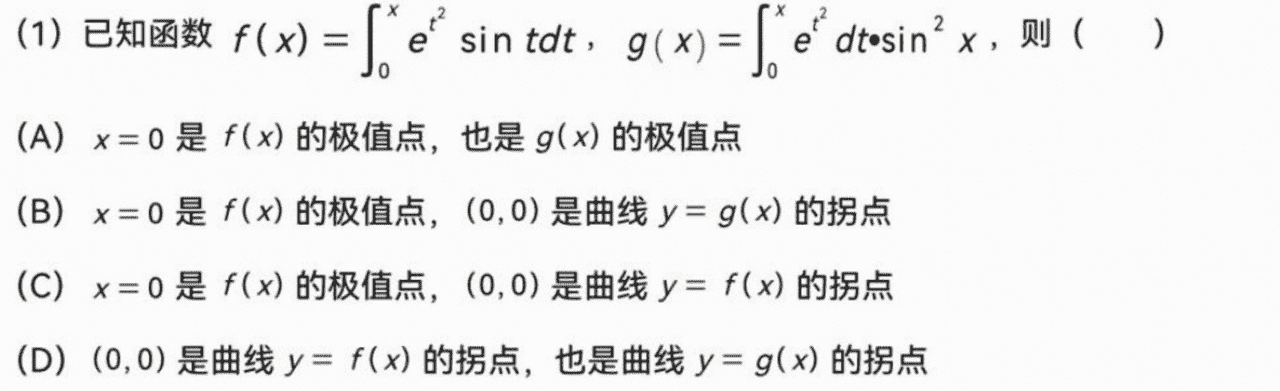 (1) 已知函数 f(x) = ∫₀ˣ e^{t²} sin tdt，g(x) = ∫₀ˣ e^{t²} dt•sin² x，则（　　）
(A) x = 0 是 f(x) 的极值点，也是 g(x) 的极值点
(B) x = 0 是 f(x) 的极值点，(0,0) 是曲线 y = g(x) 的拐点
(C) x = 0 是 f(x) 的极值点，(0,0) 是曲线 y = f(x) 的拐点
(D) (0,0) 是曲线 y = f(x) 的拐点，也是曲线 y = g(x) 的拐点